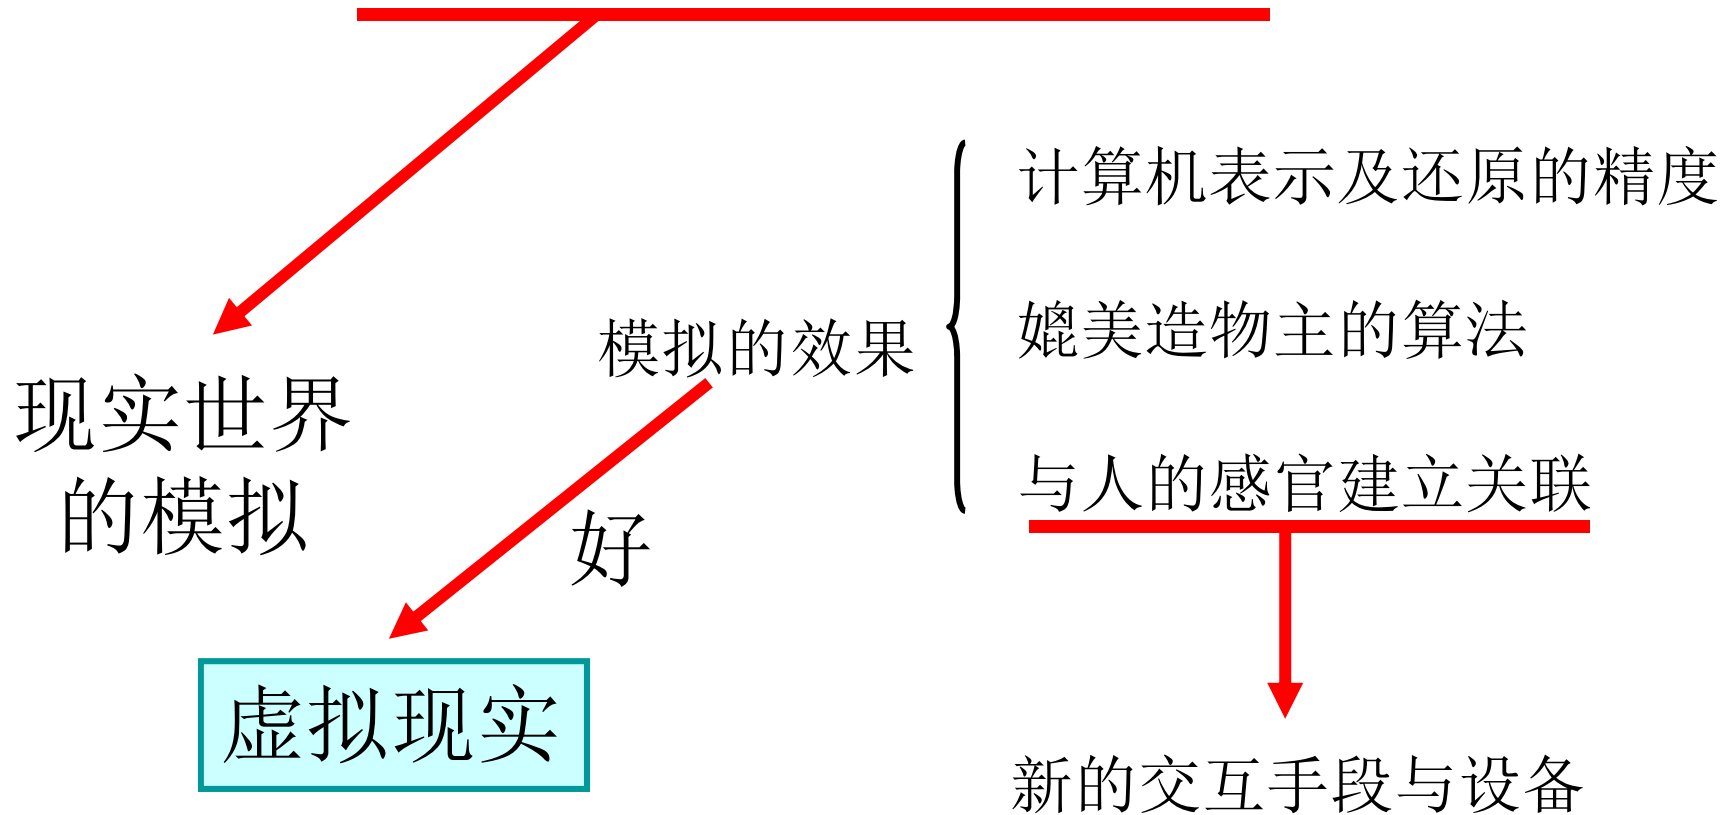 计算机表示及还原的精度
模拟的效果
媲美造物主的算法
现实世界
的模拟
与人的感官建立关联
好
虚拟现实
新的交互手段与设备